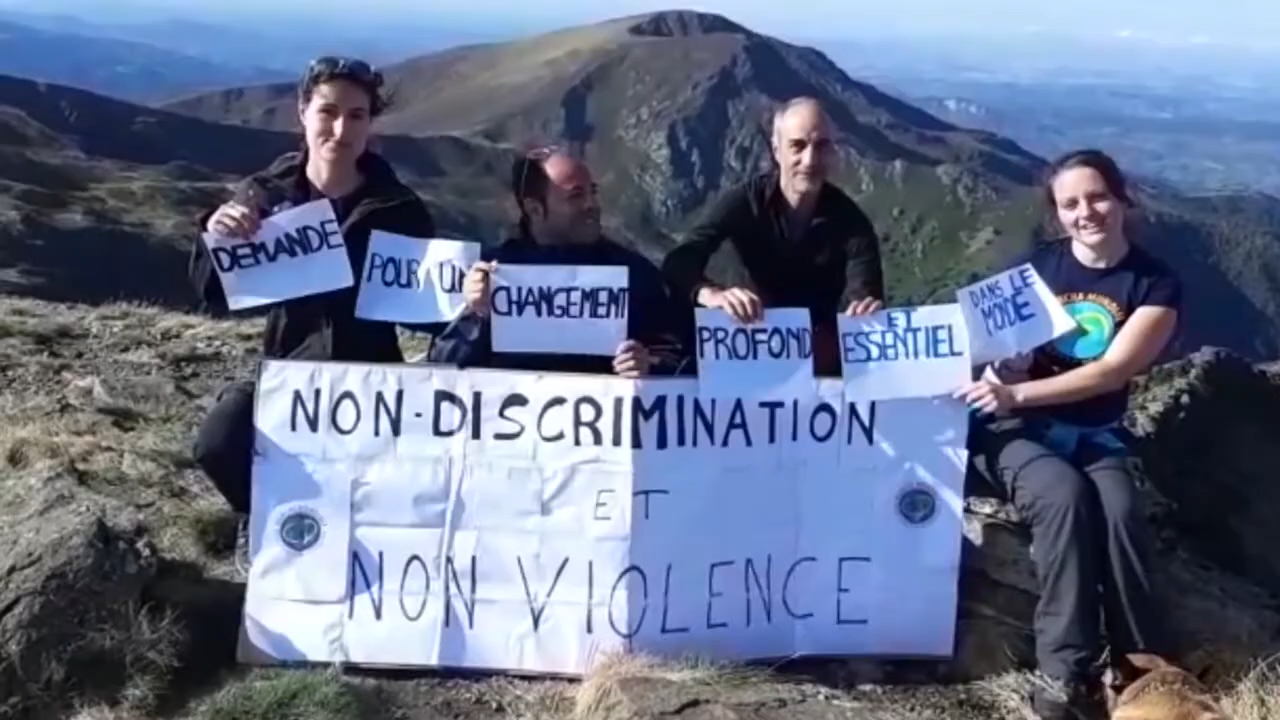 DEMANDE
POUR UN
CHANGEMENT
PROFOND
ET
ESSENTIEL
DANS LE
MONDE
NON-DISCRIMINATION
ET
NON VIOLENCE